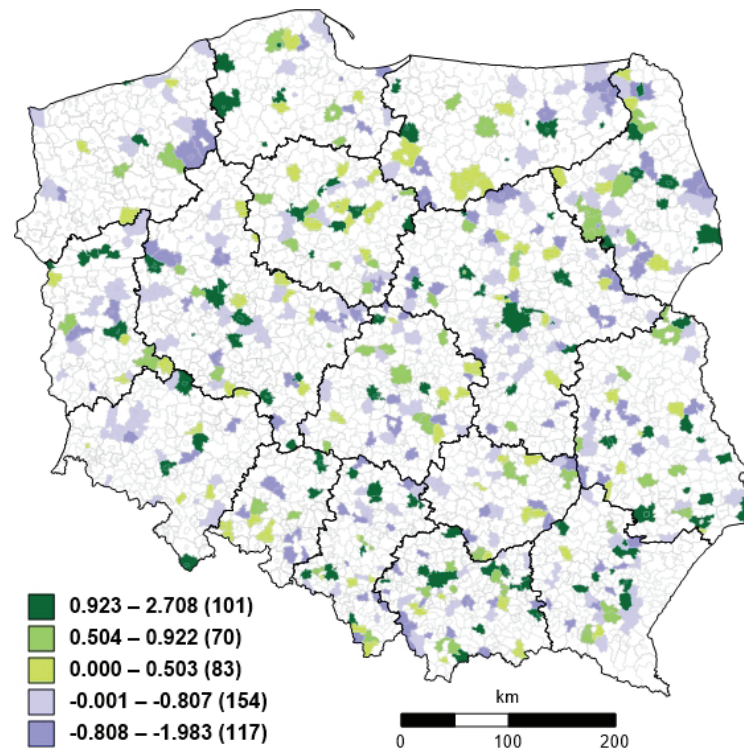 0.923 – 2.708 (101)
0.504 – 0.922 (70)
0.000 – 0.503 (83)
-0.001 – -0.807 (154)
-0.808 – -1.983 (117)
km
0 100 200